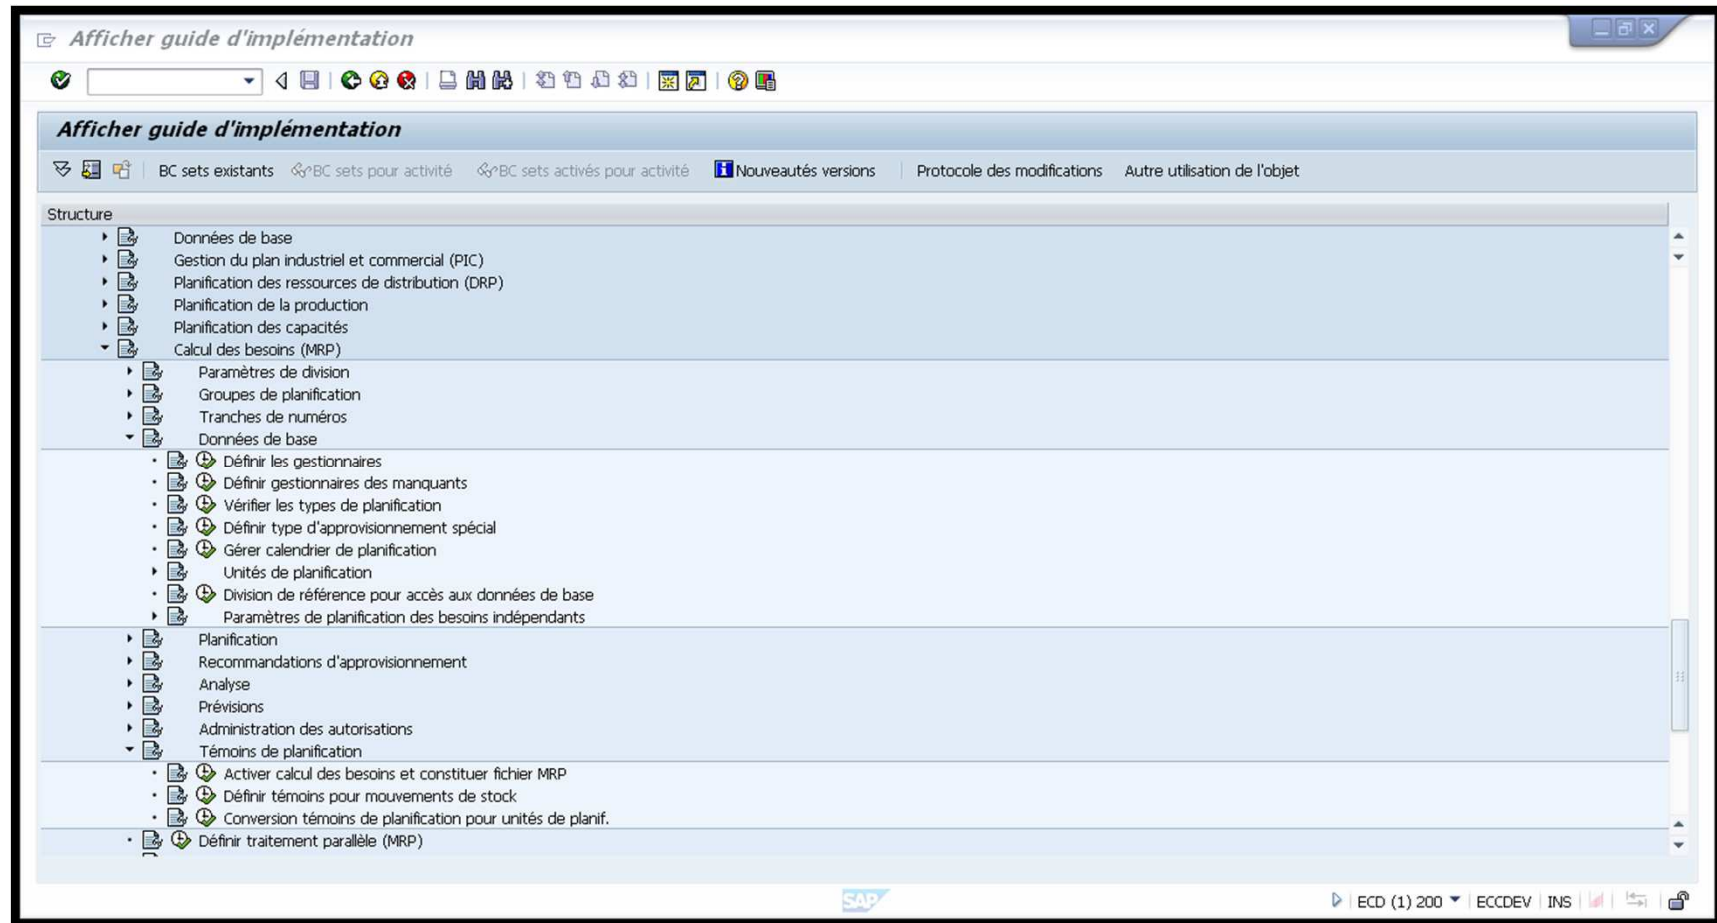 Afficher guide d'implémentation
Afficher guide d'implémentation
BC sets existants BC sets pour activité BC sets activés pour activité Nouveautés versions Protocole des modifications Autre utilisation de l'objet
Structure
Données de base
Gestion du plan industriel et commercial (PIC)
Planification des ressources de distribution (DRP)
Planification de la production
Planification des capacités
Calcul des besoins (MRP)
Paramètres de division
Groupes de planification
Tranches de numéros
Données de base
Définir les gestionnaires
Définir gestionnaires des manquants
Vérifier les types de planification
Définir type d'approvisionnement spécial
Gérer calendrier de planification
Unités de planification
Division de référence pour accès aux données de base
Paramètres de planification des besoins indépendants
Planification
Recommandations d'approvisionnement
Analyse
Prévisions
Administration des autorisations
Témoins de planification
Activer calcul des besoins et constituer fichier MRP
Définir témoins pour mouvements de stock
Conversion témoins de planification pour unités de planif.
Définir traitement parallèle (MRP)
SAP ECD (1) 200 ECCDEV INS